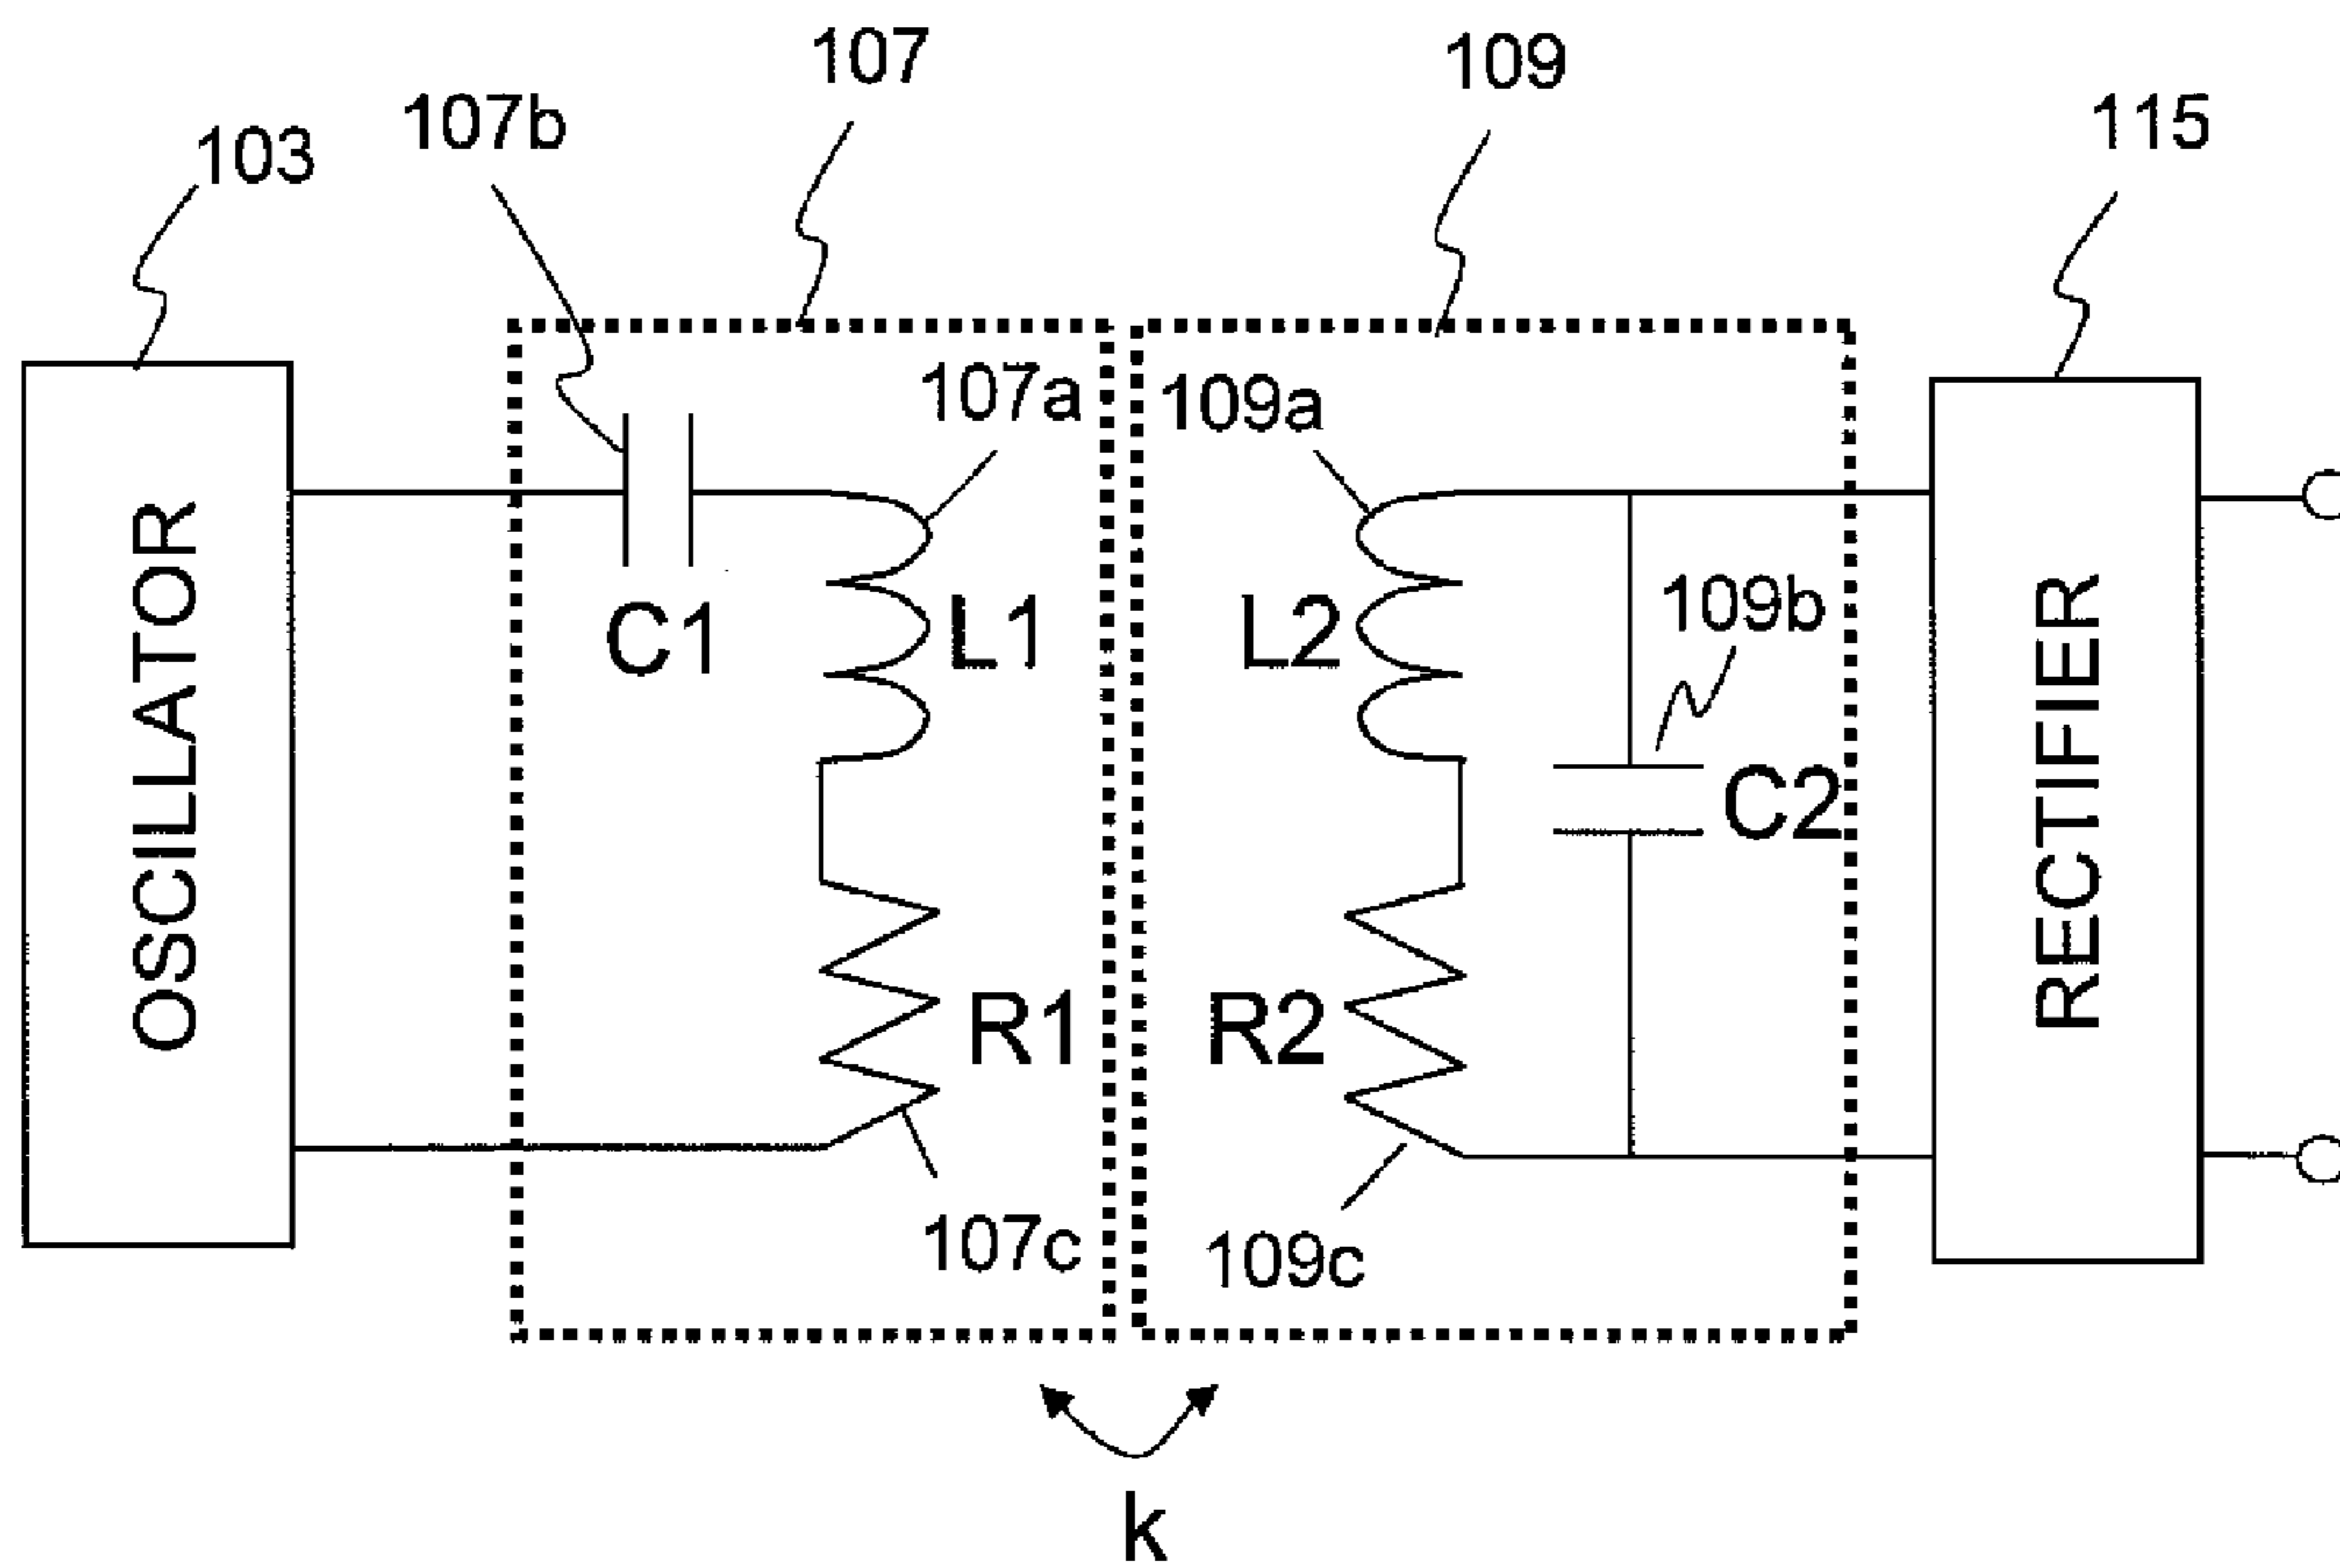 107
109
107b
115
103
107a
109a
C1
L1
L2
109b
C2
OSCILLATOR
RECTIFIER
R1
R2
107c
109c
k